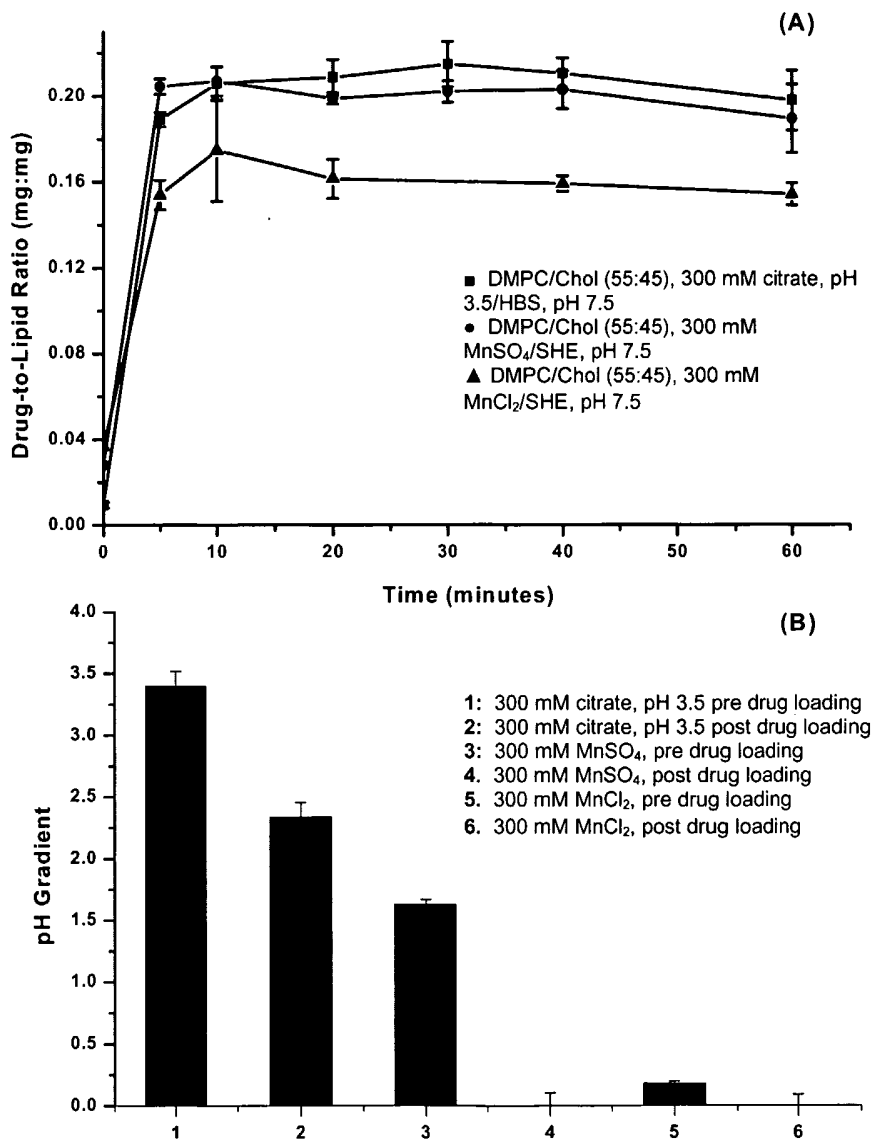 (A)
0.20
0.16
0.12
0.08
0.04
0.00
Drug-to-Lipid Ratio (mg:mg)
■ DMPC/Chol (55:45), 300 mM citrate, pH
3.5/HBS, pH 7.5
● DMPC/Chol (55:45), 300 mM
MnSO₄/SHE, pH 7.5
▲ DMPC/Chol (55:45), 300 mM
MnCl₂/SHE, pH 7.5
0 10 20 30 40 50 60
Time (minutes)
(B)
4.0
3.5
3.0
2.5
2.0
1.5
1.0
0.5
0.0
pH Gradient
1: 300 mM citrate, pH 3.5 pre drug loading
2: 300 mM citrate, pH 3.5 post drug loading
3: 300 mM MnSO₄, pre drug loading
4. 300 mM MnSO₄, post drug loading
5. 300 mM MnCl₂, pre drug loading
6. 300 mM MnCl₂, post drug loading
1 2 3 4 5 6